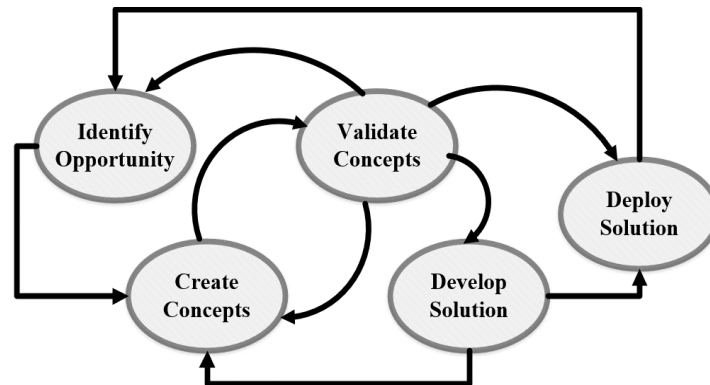 Identify
Opportunity
Validate
Concepts
Deploy
Solution
Create
Concepts
Develop
Solution